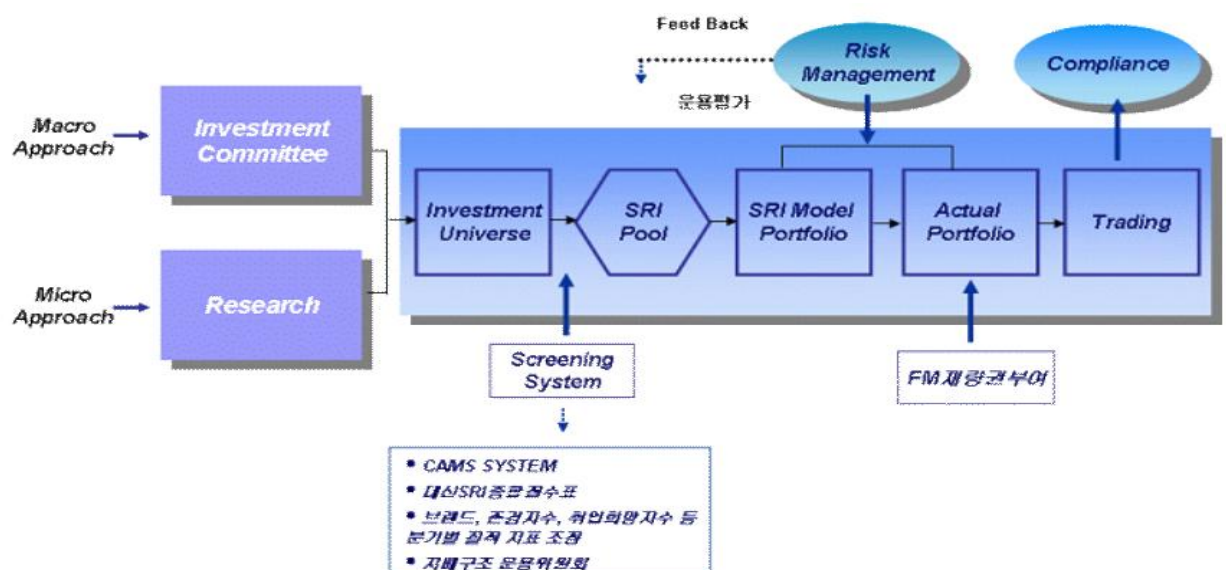 Feed Back
Risk
Management
Compliance
운용평가
Macro
Approach
Investment
Committee
Investment
Universe
SRI
Pool
SRI Model
Portfolio
Actual
Portfolio
Trading
Micro
Approach
Research
Screening
System
FM재량권부여
• CAMS SYSTEM
• 대신SRI종합점수표
• 브랜드, 존경지수, 취업희망지수 등
분기별 질적 지표 조정
• 지배구조 운용위원회